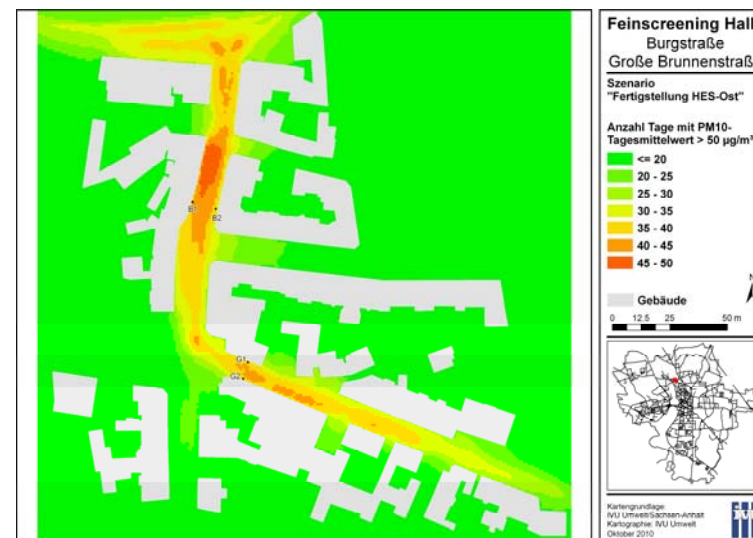 Feinscreening Hall
Burgstraße
Große Brunnenstraß
Szenario
"Fertigstellung HES-Ost"
Anzahl Tage mit PM10-
Tagesmittelwert > 50 µg/m³
<= 20
20 - 25
25 - 30
30 - 35
35 - 40
40 - 45
45 - 50
Gebäude
N
0 12.5 25 50 m
B1
B2
G1
G2
Kartengrundlage:
IVU Umwelt/Sachsen-Anhalt
Kartographie: IVU Umwelt
Oktober 2010